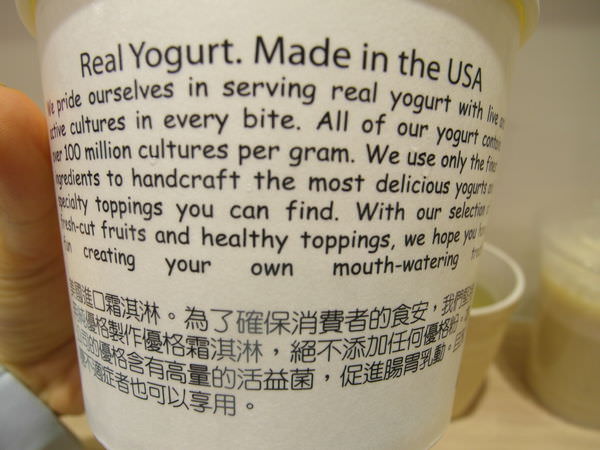 Real Yogurt. Made in the USA
We pride ourselves in serving real yogurt with live
active cultures in every bite. All of our yogurt
over 100 million cultures per gram. We use only the
ingredients to handcraft the most delicious yogurts
specialty toppings you can find. With our selection
fresh-cut fruits and healthy toppings, we hope you
fun creating your own mouth-watering
國進口霜淇淋。為了確保消費者的食安，我們
優格製作優格霜淇淋，絕不添加任何優格粉，
的優格含有高量的活益菌，促進腸胃乳動。
不適症者也可以享用。